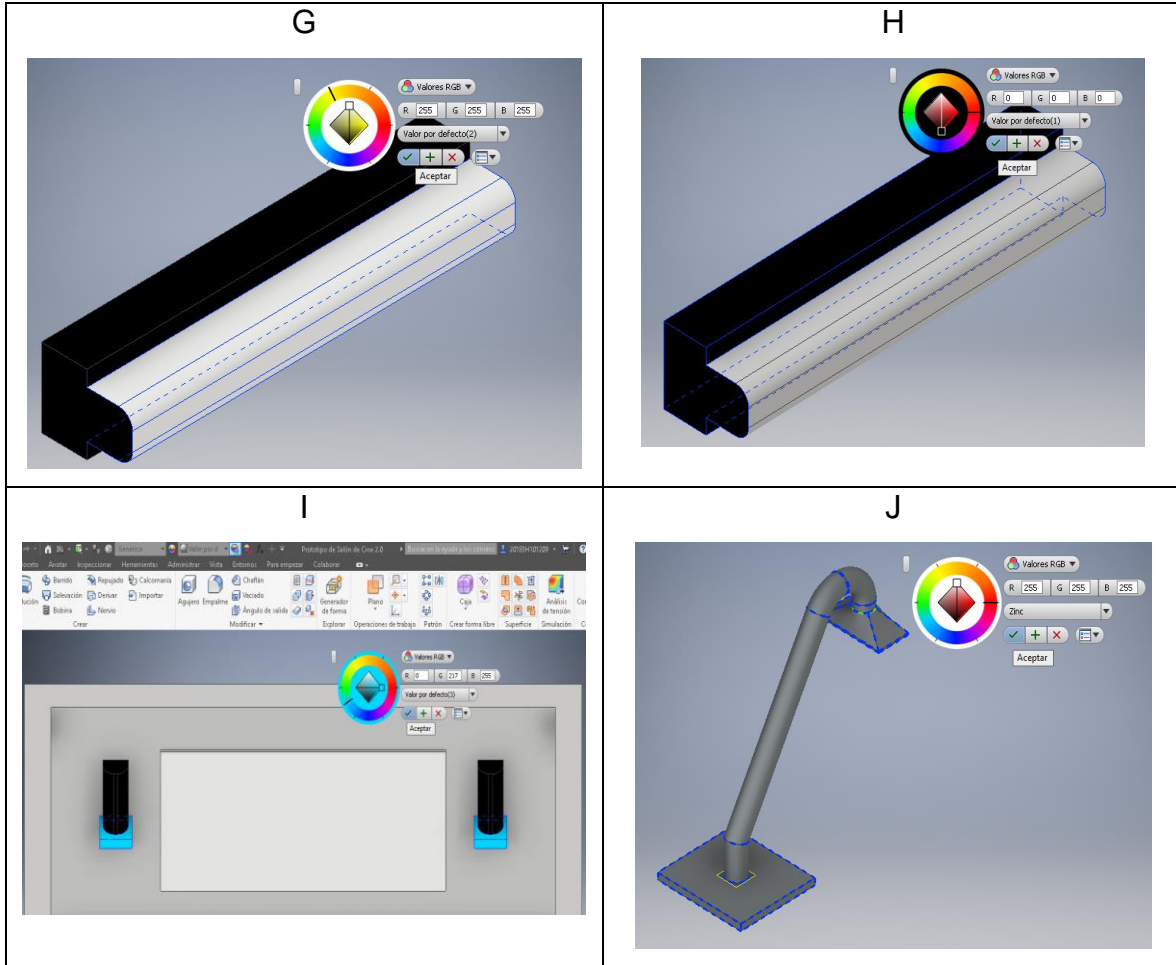 G
Valores RGB
R 255 G 255 B 255
Valor por defecto(2)
Aceptar
H
Valores RGB
R 0 G 0 B 0
Valor por defecto(1)
Aceptar
I
Genérico Valor por d Prototipo de Salón de Cine 2.0
Anotar Inspeccionar Herramientas Administrar Vista Entornos Para empezar Colaborar
Barrido Repujado Calcomanía Chaflán
Solevación Derivar Importar Agujero Empalme Vaciado Generador de forma Plano Caja Análisis de tensión
Bobina Nervio Ángulo de salida
Crear Modificar Explorar Operaciones de trabajo Patrón Crear forma libre Superficie Simulación
Valores RGB
R 0 G 217 B 255
Valor por defecto(3)
Aceptar
J
Valores RGB
R 255 G 255 B 255
Zinc
Aceptar